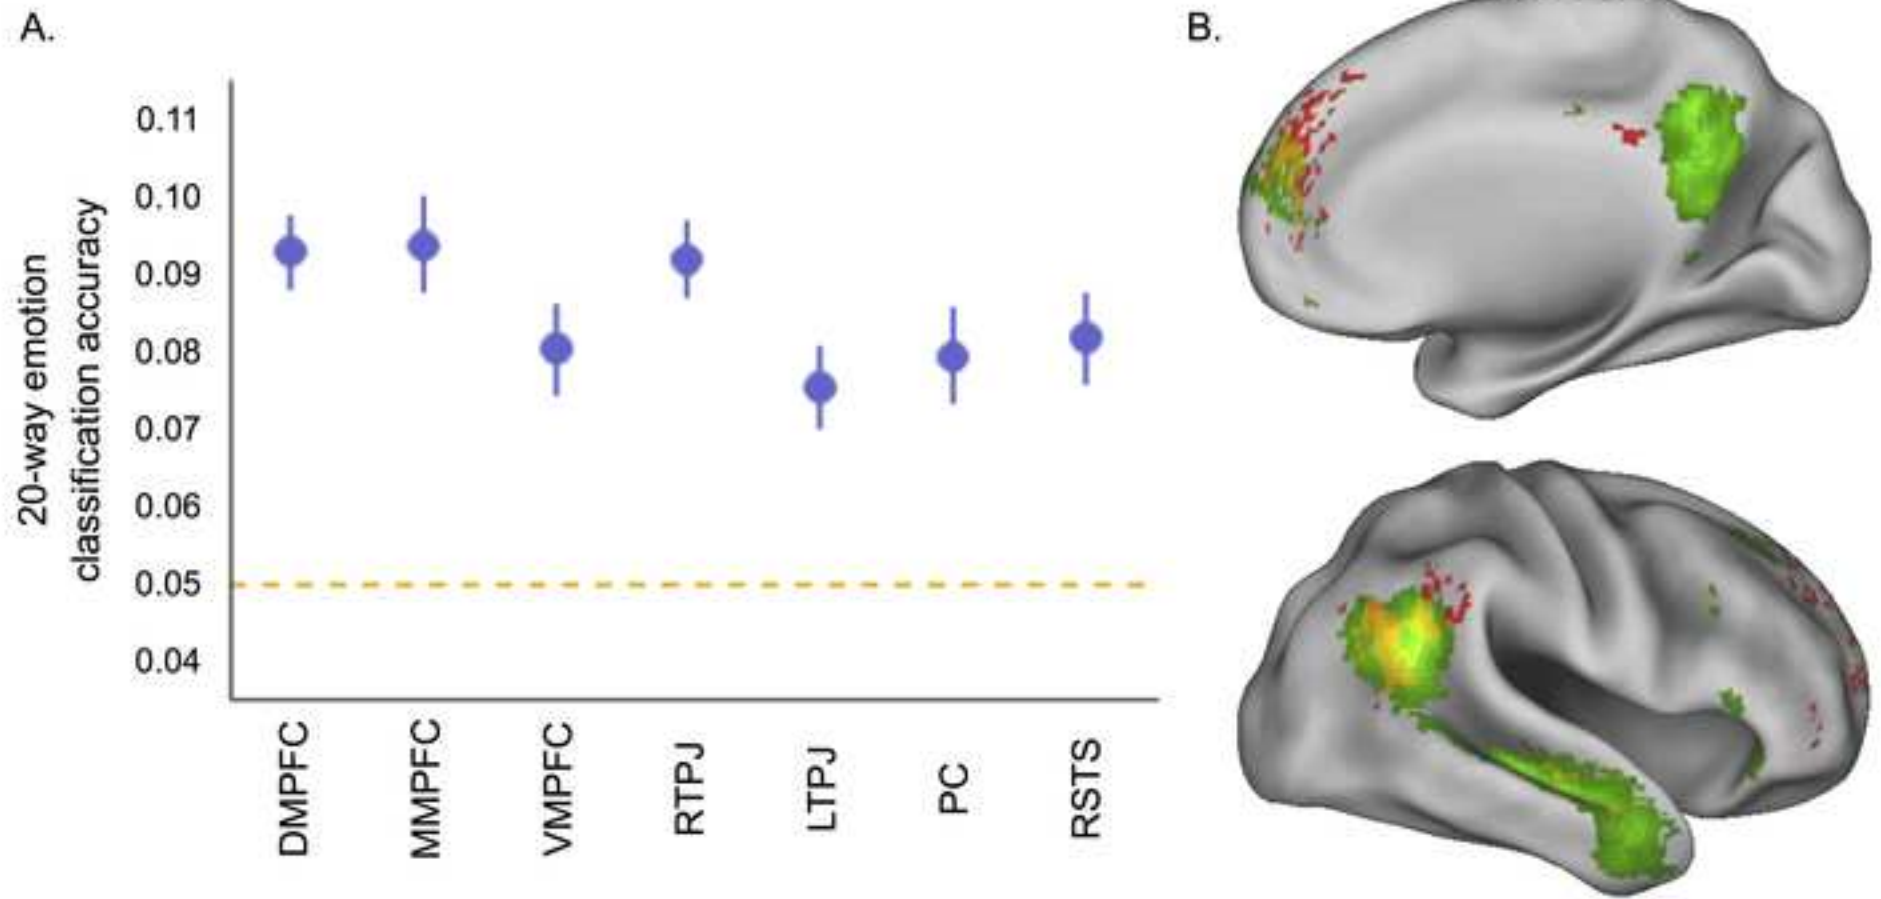 A.
20-way emotion
classification accuracy
0.11
0.10
0.09
0.08
0.07
0.06
0.05
0.04
DMPFC
MMPFC
VMPFC
RTPJ
LTPJ
PC
RSTS
B.